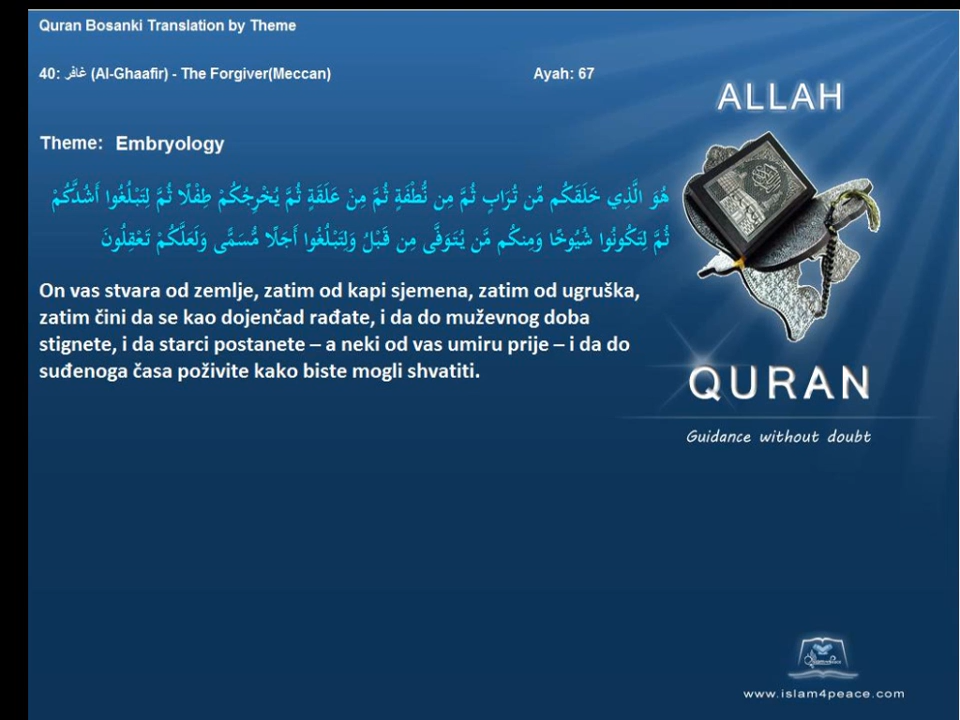 Quran Bosanki Translation by Theme
40: غافر (Al-Ghaafir) - The Forgiver(Meccan) Ayah: 67
Theme: Embryology
هُوَ الَّذِي خَلَقَكُم مِّن تُرَابٍ ثُمَّ مِن نُّطْفَةٍ ثُمَّ مِنْ عَلَقَةٍ ثُمَّ يُخْرِجُكُمْ طِفْلًا ثُمَّ لِتَبْلُغُوا أَشُدَّكُمْ
ثُمَّ لِتَكُونُوا شُيُوخًا وَمِنكُم مَّن يُتَوَفَّى مِن قَبْلُ وَلِتَبْلُغُوا أَجَلًا مُّسَمًّى وَلَعَلَّكُمْ تَعْقِلُونَ
On vas stvara od zemlje, zatim od kapi sjemena, zatim od ugruška,
zatim čini da se kao dojenčad rađate, i da do muževnog doba
stignete, i da starci postanete – a neki od vas umiru prije – i da do
suđenoga časa poživite kako biste mogli shvatiti.
ALLAH
QURAN
Guidance without doubt
www.islam4peace.com